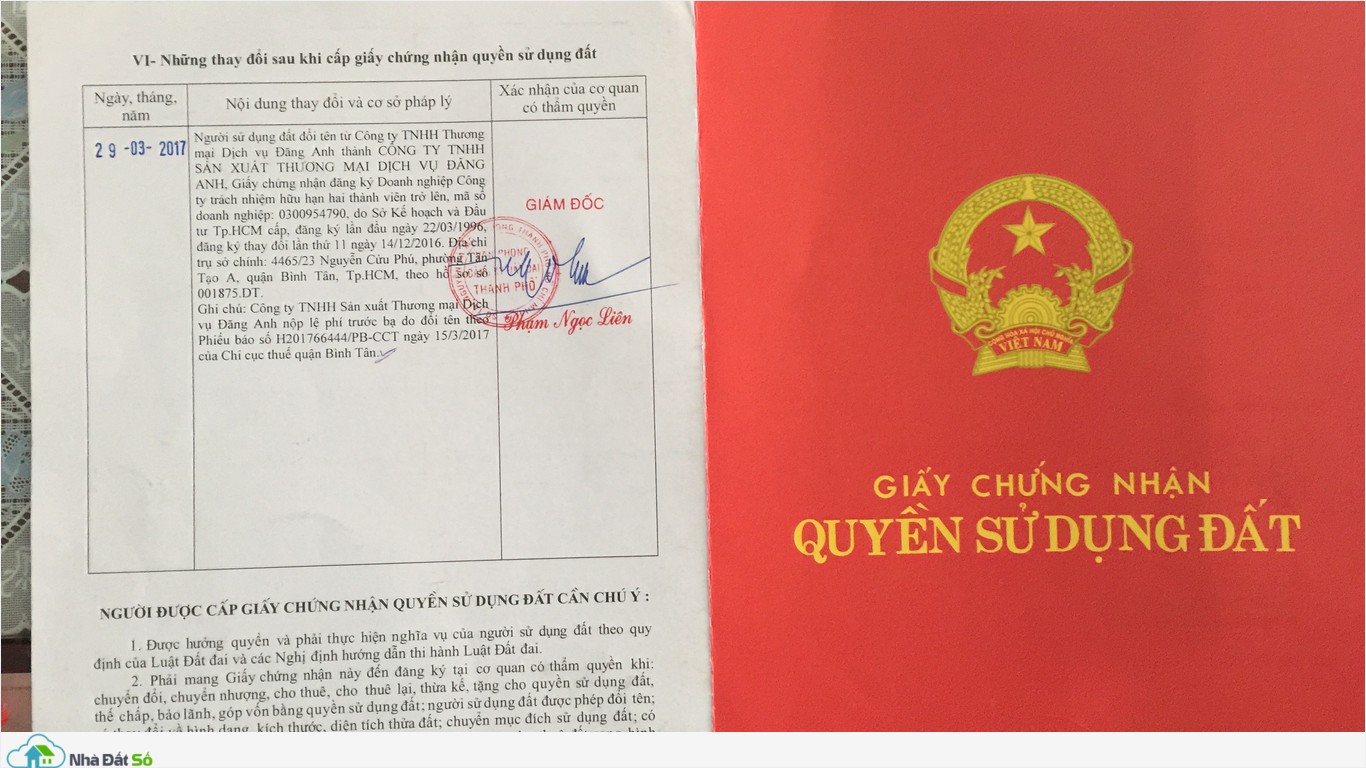 VI- Những thay đổi sau khi cấp giấy chứng nhận quyền sử dụng đất
Ngày, tháng,
năm
Nội dung thay đổi và cơ sở pháp lý
Xác nhận của cơ quan
có thẩm quyền
29-03-2017
Người sử dụng đất đổi tên từ Công ty TNHH Thương
mại Dịch vụ Đăng Anh thành CÔNG TY TNHH
SẢN XUẤT THƯƠNG MẠI DỊCH VỤ ĐĂNG
ANH, Giấy chứng nhận đăng ký Doanh nghiệp Công
ty trách nhiệm hữu hạn hai thành viên trở lên, mã số
doanh nghiệp: 0300954790, do Sở Kế hoạch và Đầu
tư Tp.HCM cấp, đăng ký lần đầu ngày 22/03/1996,
đăng ký thay đổi lần thứ 11 ngày 14/12/2016. Địa chỉ
trụ sở chính: 4465/23 Nguyễn Cửu Phú, phường Tân
Tạo A, quận Bình Tân, Tp.HCM, theo hồ sơ số
001875.DT.
Ghi chú: Công ty TNHH Sản xuất Thương mại Dịch
vụ Đăng Anh nộp lệ phí trước bạ do đổi tên theo
Phiếu báo số H201766444/PB-CCT ngày 15/3/2017
của Chi cục thuế quận Bình Tân.
GIÁM ĐỐC
THÀNH PHỐ
Phạm Ngọc Liên
NGƯỜI ĐƯỢC CẤP GIẤY CHỨNG NHẬN QUYỀN SỬ DỤNG ĐẤT CẦN CHÚ Ý :
1. Được hưởng quyền và phải thực hiện nghĩa vụ của người sử dụng đất theo quy
định của Luật Đất đai và các Nghị định hướng dẫn thi hành Luật Đất đai.
2. Phải mang Giấy chứng nhận này đến đăng ký tại cơ quan có thẩm quyền khi:
chuyển đổi, chuyển nhượng, cho thuê, cho thuê lại, thừa kế, tặng cho quyền sử dụng đất,
thế chấp, bảo lãnh, góp vốn bằng quyền sử dụng đất; người sử dụng đất được phép đổi tên;
có thay đổi về hình dạng, kích thước, diện tích thửa đất; chuyển mục đích sử dụng đất; có
CỘNG HÒA XÃ HỘI CHỦ NGHĨA
VIỆT NAM
GIẤY CHỨNG NHẬN
QUYỀN SỬ DỤNG ĐẤT
Nhà Đất Số